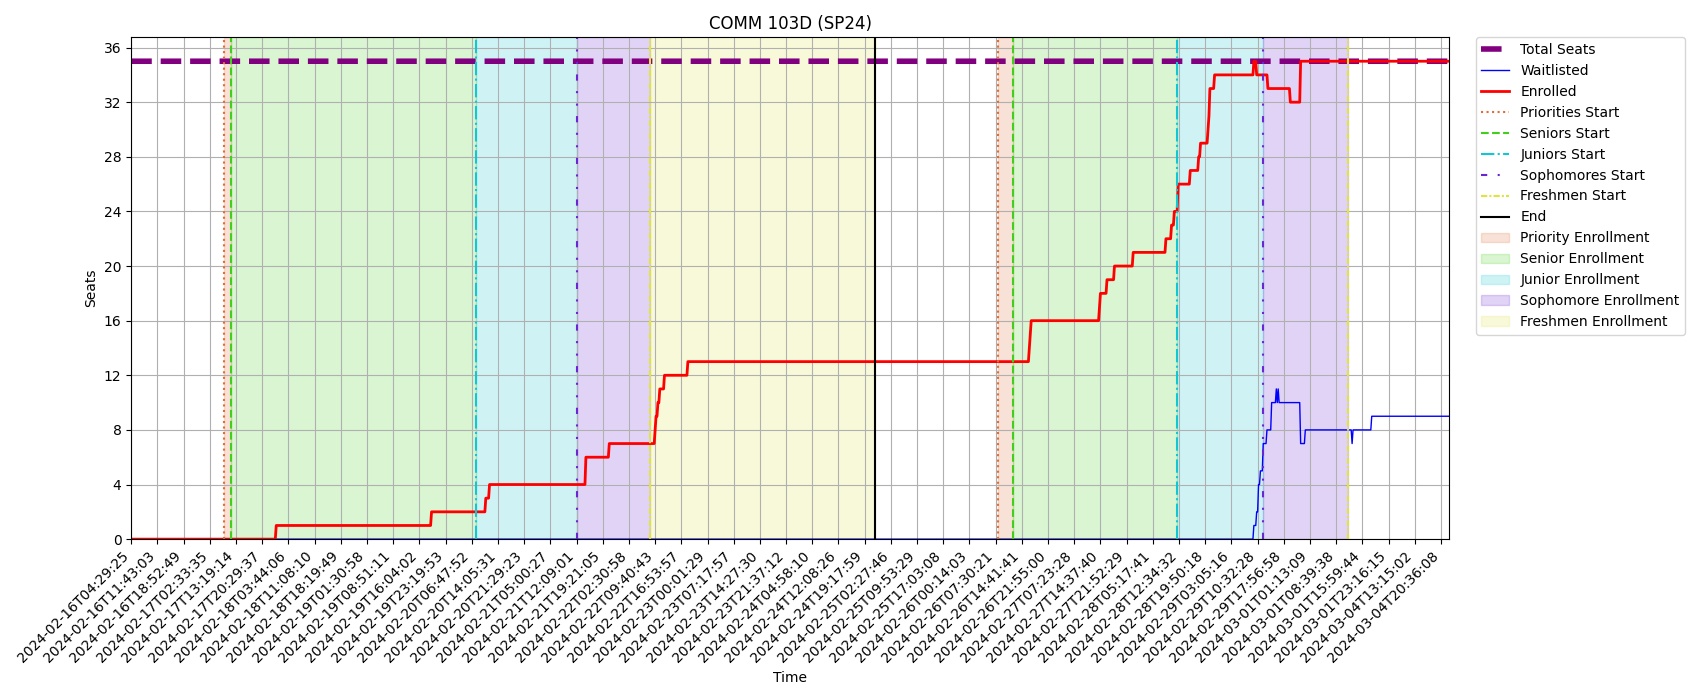 COMM 103D (SP24)
36
32
28
24
20
16
12
8
4
0
Seats
2024-02-16T04:29:25
2024-02-16T11:43:03
2024-02-16T18:52:49
2024-02-17T02:33:35
2024-02-17T13:19:14
2024-02-17T20:29:37
2024-02-18T03:44:06
2024-02-18T11:08:10
2024-02-18T18:19:49
2024-02-19T01:30:58
2024-02-19T08:51:11
2024-02-19T16:04:02
2024-02-19T23:19:53
2024-02-20T06:47:52
2024-02-20T14:05:31
2024-02-20T21:29:23
2024-02-21T05:00:27
2024-02-21T12:09:01
2024-02-21T19:21:05
2024-02-22T02:30:58
2024-02-22T09:40:43
2024-02-22T16:53:57
2024-02-23T00:01:29
2024-02-23T07:17:57
2024-02-23T14:27:30
2024-02-23T21:37:12
2024-02-24T04:58:10
2024-02-24T12:08:26
2024-02-24T19:17:59
2024-02-25T02:27:46
2024-02-25T09:53:29
2024-02-25T17:03:08
2024-02-26T00:14:03
2024-02-26T07:30:21
2024-02-26T14:41:41
2024-02-26T21:55:00
2024-02-27T07:23:28
2024-02-27T14:37:40
2024-02-27T21:52:29
2024-02-28T05:17:41
2024-02-28T12:34:32
2024-02-28T19:50:18
2024-02-29T03:05:16
2024-02-29T10:32:28
2024-02-29T17:56:58
2024-03-01T01:13:09
2024-03-01T08:39:38
2024-03-01T15:59:44
2024-03-01T23:16:15
2024-03-04T13:15:02
2024-03-04T20:36:08
Time
Total Seats
Waitlisted
Enrolled
Priorities Start
Seniors Start
Juniors Start
Sophomores Start
Freshmen Start
End
Priority Enrollment
Senior Enrollment
Junior Enrollment
Sophomore Enrollment
Freshmen Enrollment